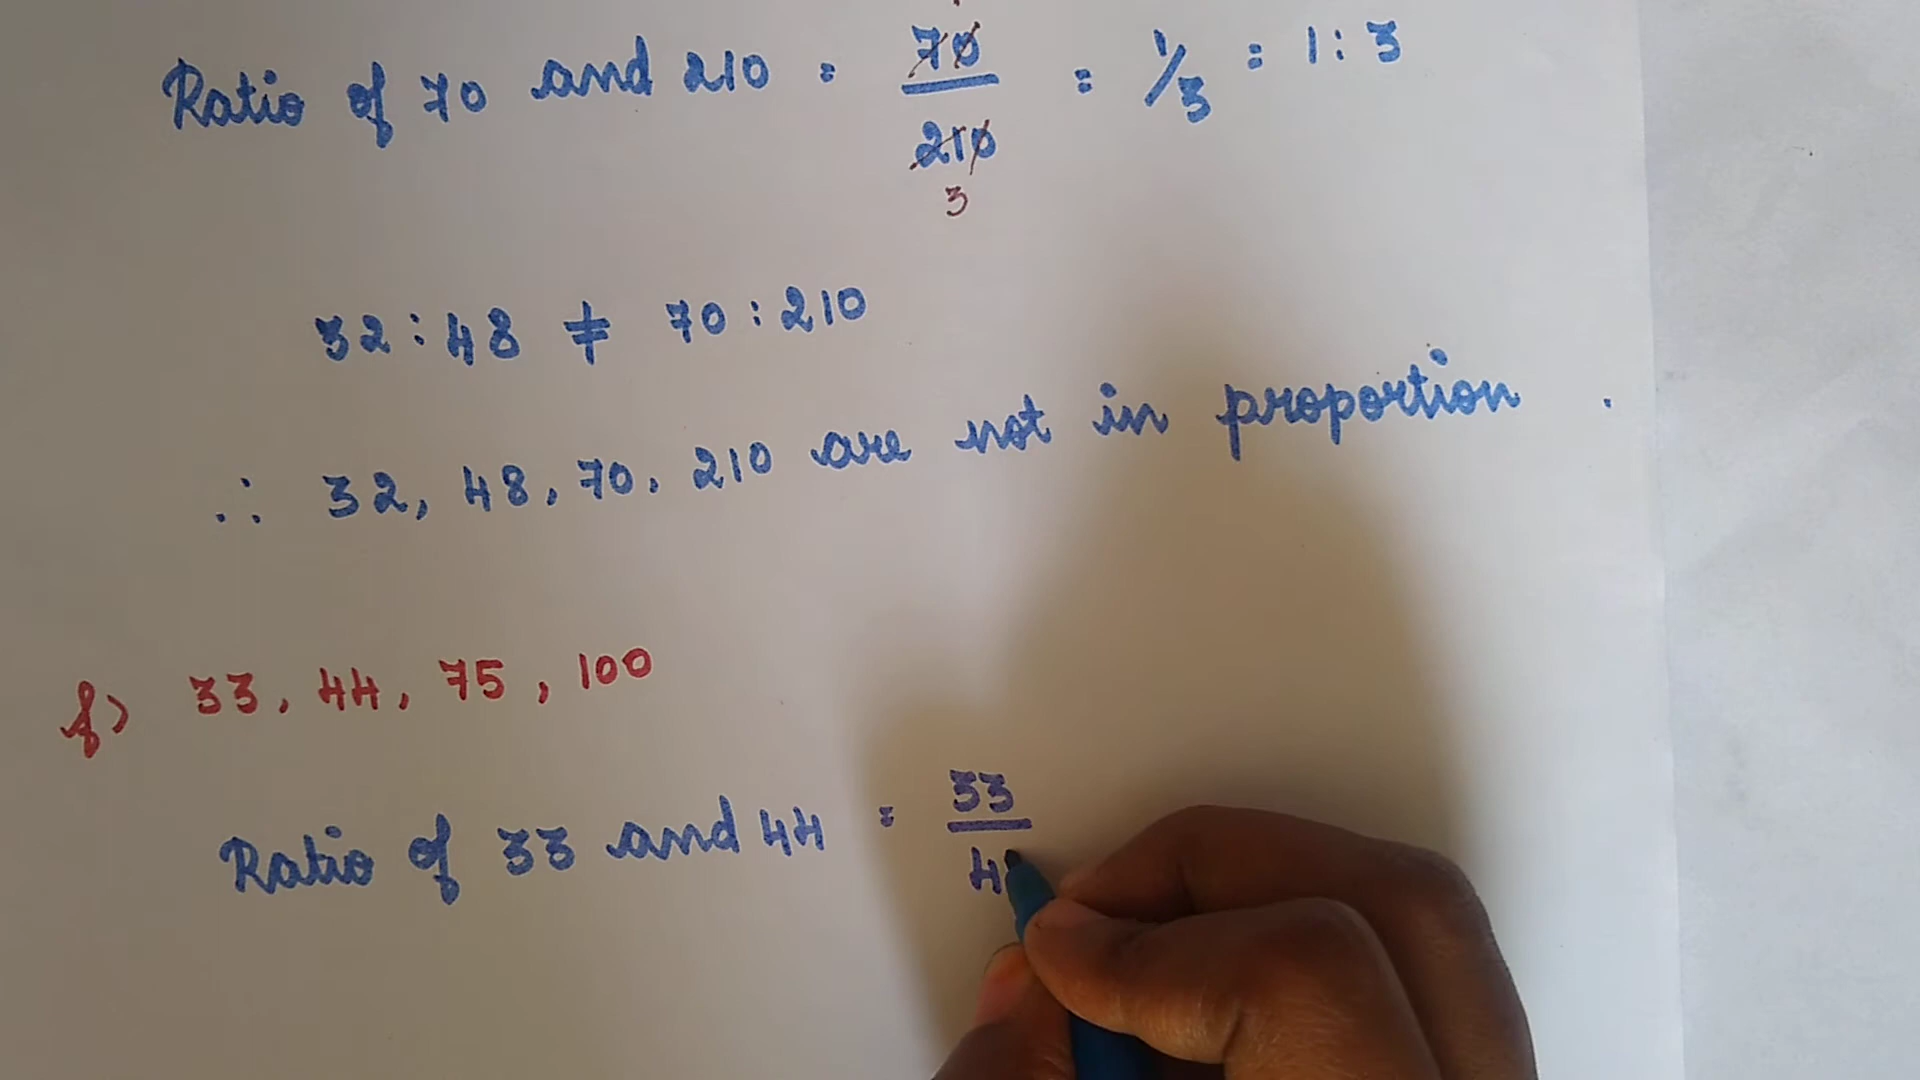 Ratio of 70 and 210 = 70/210 = 1/3 = 1:3
3
32:48 ≠ 70:210
∴ 32, 48, 70, 210 are not in proportion.
f) 33, 44, 75, 100
Ratio of 33 and 44 = 33/4